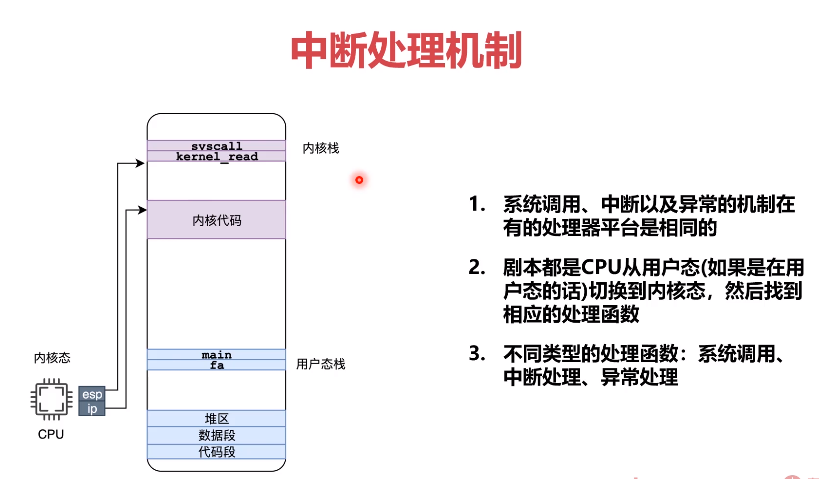 中断处理机制
syscall
kernel_read
内核栈
内核代码
main
fa
用户态栈
内核态
esp
ip
CPU
堆区
数据段
代码段
1. 系统调用、中断以及异常的机制在
有的处理器平台是相同的
2. 剧本都是CPU从用户态(如果是在用
户态的话)切换到内核态，然后找到
相应的处理函数
3. 不同类型的处理函数：系统调用、
中断处理、异常处理